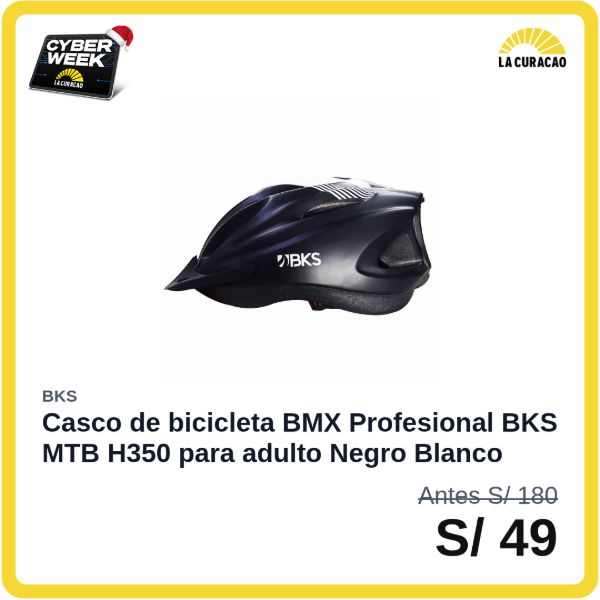 CYBER
WEEK
LA CURACAO
LA CURACAO
BKS
BKS
Casco de bicicleta BMX Profesional BKS
MTB H350 para adulto Negro Blanco
Antes S/ 180
S/ 49